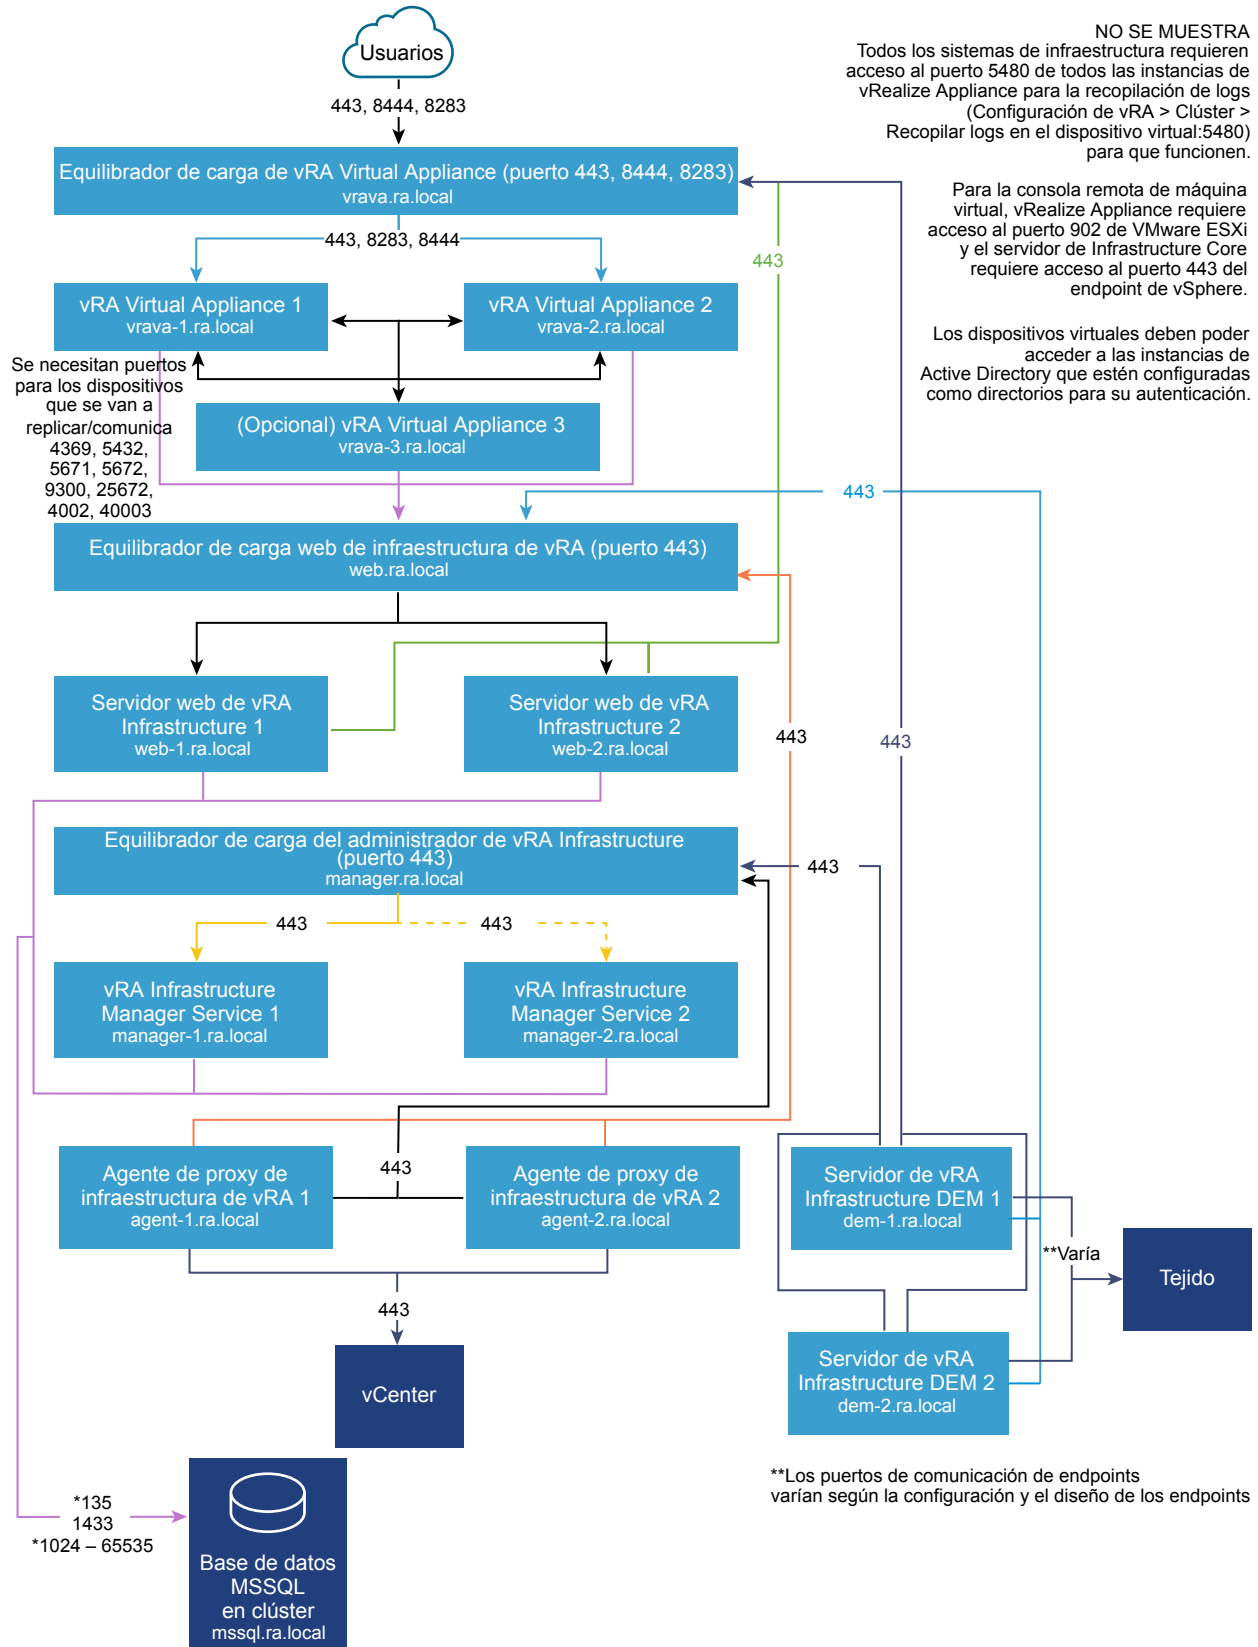 Usuarios
443, 8444, 8283
NO SE MUESTRA
Todos los sistemas de infraestructura requieren
acceso al puerto 5480 de todos las instancias de
vRealize Appliance para la recopilación de logs
(Configuración de vRA > Clúster >
Recopilar logs en el dispositivo virtual:5480)
para que funcionen.
Para la consola remota de máquina
virtual, vRealize Appliance requiere
acceso al puerto 902 de VMware ESXi
y el servidor de Infrastructure Core
requiere acceso al puerto 443 del
endpoint de vSphere.
Los dispositivos virtuales deben poder
acceder a las instancias de
Active Directory que estén configuradas
como directorios para su autenticación.
Equilibrador de carga de vRA Virtual Appliance (puerto 443, 8444, 8283)
vrava.ra.local
443, 8283, 8444
443
vRA Virtual Appliance 1
vrava-1.ra.local
vRA Virtual Appliance 2
vrava-2.ra.local
Se necesitan puertos
para los dispositivos
que se van a
replicar/comunica
4369, 5432,
5671, 5672,
9300, 25672,
4002, 40003
(Opcional) vRA Virtual Appliance 3
vrava-3.ra.local
443
Equilibrador de carga web de infraestructura de vRA (puerto 443)
web.ra.local
Servidor web de vRA
Infrastructure 1
web-1.ra.local
Servidor web de vRA
Infrastructure 2
web-2.ra.local
443
443
Equilibrador de carga del administrador de vRA Infrastructure
(puerto 443)
manager.ra.local
443
443
443
vRA Infrastructure
Manager Service 1
manager-1.ra.local
vRA Infrastructure
Manager Service 2
manager-2.ra.local
Agente de proxy de
infraestructura de vRA 1
agent-1.ra.local
443
Agente de proxy de
infraestructura de vRA 2
agent-2.ra.local
Servidor de vRA
Infrastructure DEM 1
dem-1.ra.local
**Varía
Tejido
443
vCenter
Servidor de vRA
Infrastructure DEM 2
dem-2.ra.local
**Los puertos de comunicación de endpoints
varían según la configuración y el diseño de los endpoints
*135
1433
*1024 – 65535
Base de datos
MSSQL
en clúster
mssql.ra.local